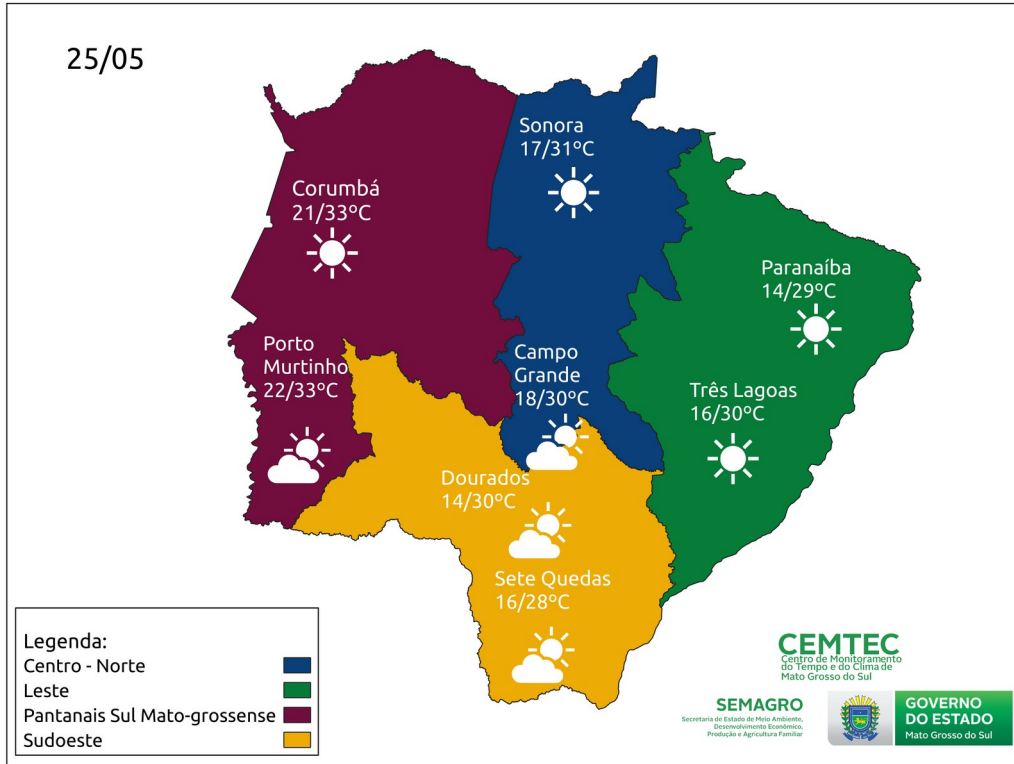 25/05
Sonora
17/31ºC
Corumbá
21/33ºC
Paranaíba
14/29ºC
Porto
Murtinho
22/33ºC
Campo
Grande
18/30ºC
Três Lagoas
16/30ºC
Dourados
14/30ºC
Sete Quedas
16/28ºC
Legenda:
Centro - Norte
Leste
Pantanais Sul Mato-grossense
Sudoeste
CEMTEC
Centro de Monitoramento
do Tempo e do Clima de
Mato Grosso do Sul
SEMAGRO
Secretaria de Estado de Meio Ambiente,
Desenvolvimento Econômico,
Produção e Agricultura Familiar
GOVERNO
DO ESTADO
Mato Grosso do Sul